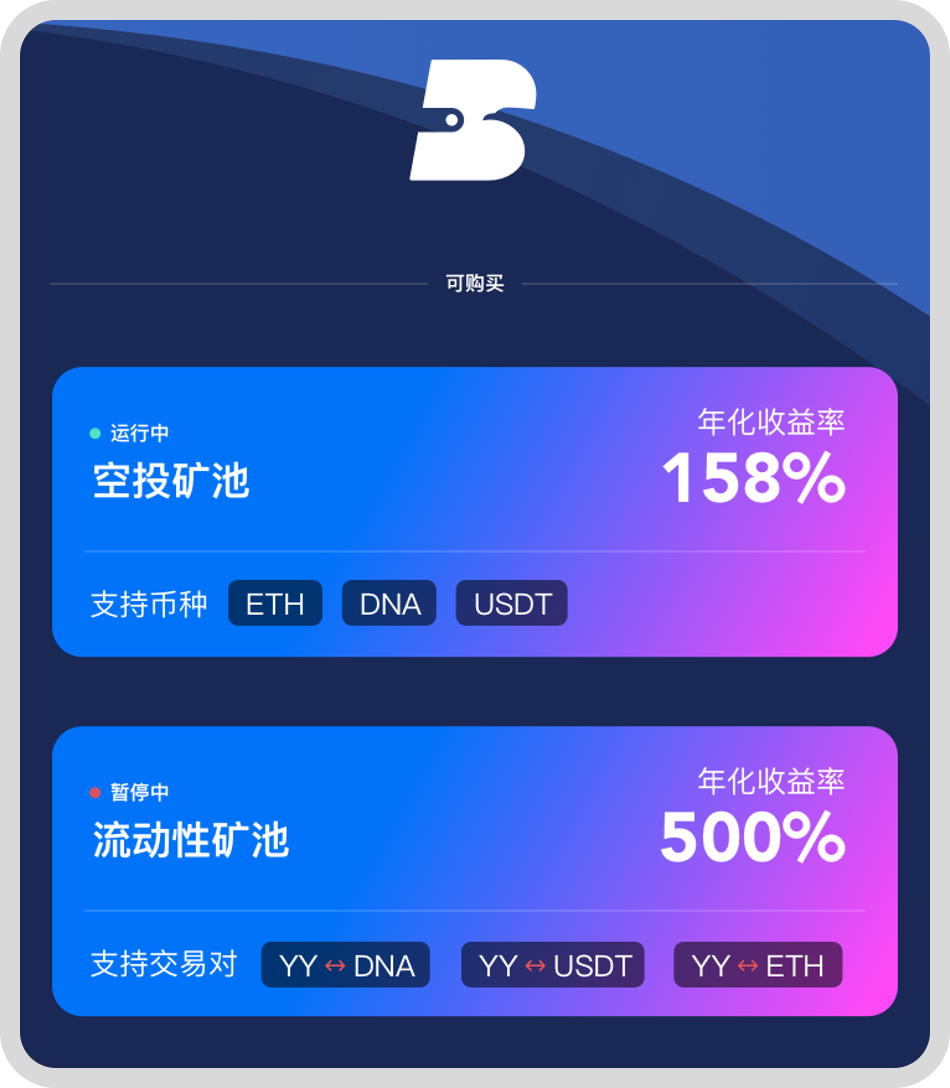 可购买
运行中
空投矿池
年化收益率
158%
支持币种 ETH DNA USDT
暂停中
流动性矿池
年化收益率
500%
支持交易对 YY ↔ DNA YY ↔ USDT YY ↔ ETH